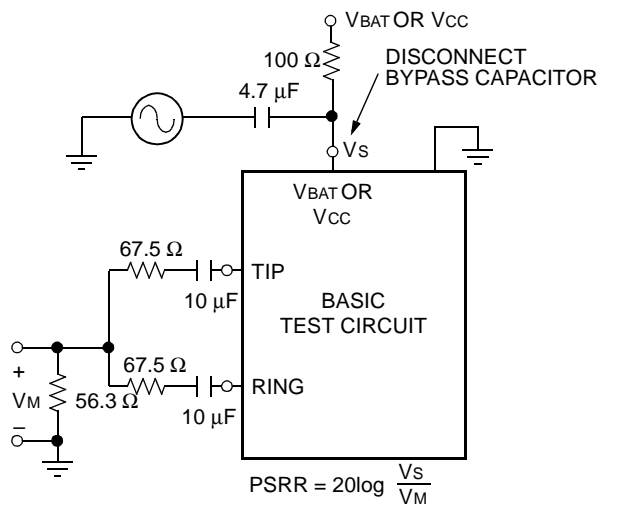 VBAT OR VCC
100 Ω
DISCONNECT
BYPASS CAPACITOR
4.7 µF
VS
VBAT OR
VCC
67.5 Ω
TIP
10 µF
BASIC
TEST CIRCUIT
67.5 Ω
+
VM
56.3 Ω
RING
10 µF
–
PSRR = 20log VS
VM